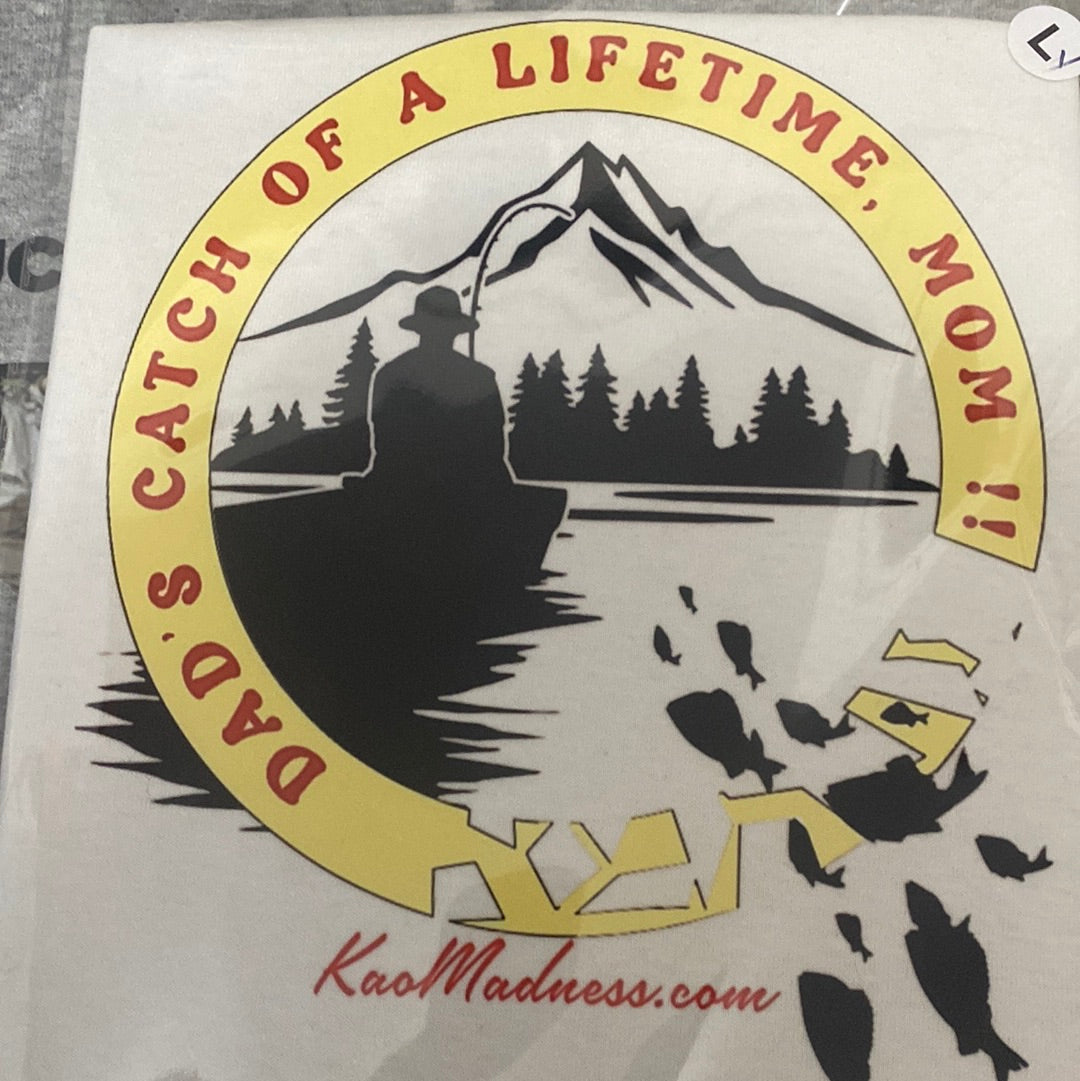 DAD'S CATCH OF A LIFETIME, MOM !!
KaoMadness.com
L